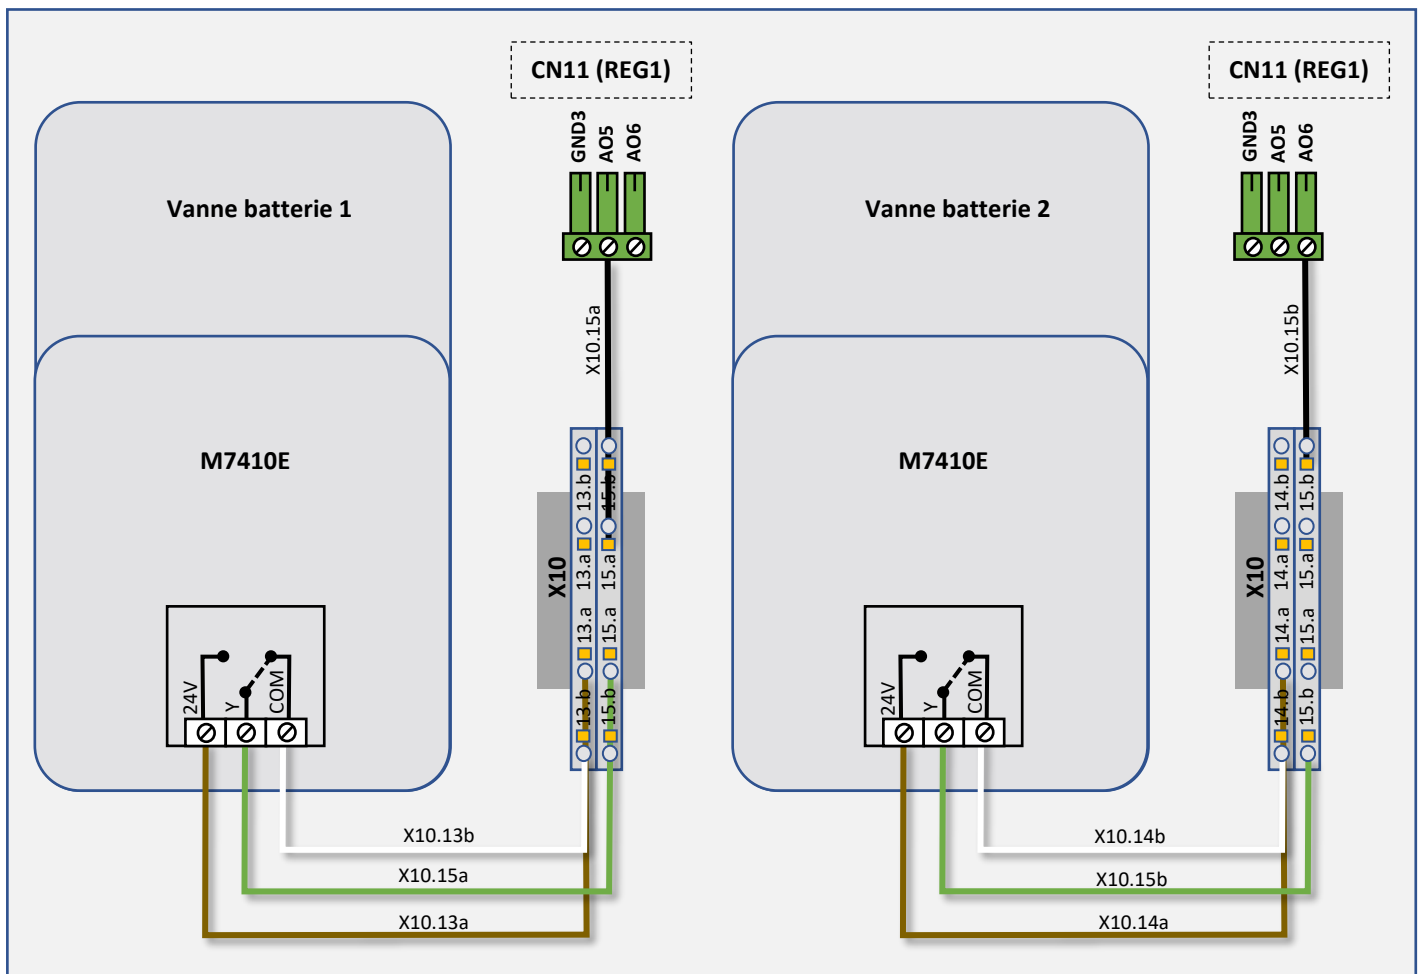 CN11 (REG1)
GND3
AO5
AO6
Vanne batterie 1
X10.15a
M7410E
13.b
15.b
13.a
15.a
X10
13.a
15.a
13.b
15.b
24V
Y
COM
X10.13b
X10.15a
X10.13a
CN11 (REG1)
GND3
AO5
AO6
Vanne batterie 2
X10.15b
M7410E
14.b
15.b
14.a
15.a
X10
14.a
15.a
14.b
15.b
24V
Y
COM
X10.14b
X10.15b
X10.14a